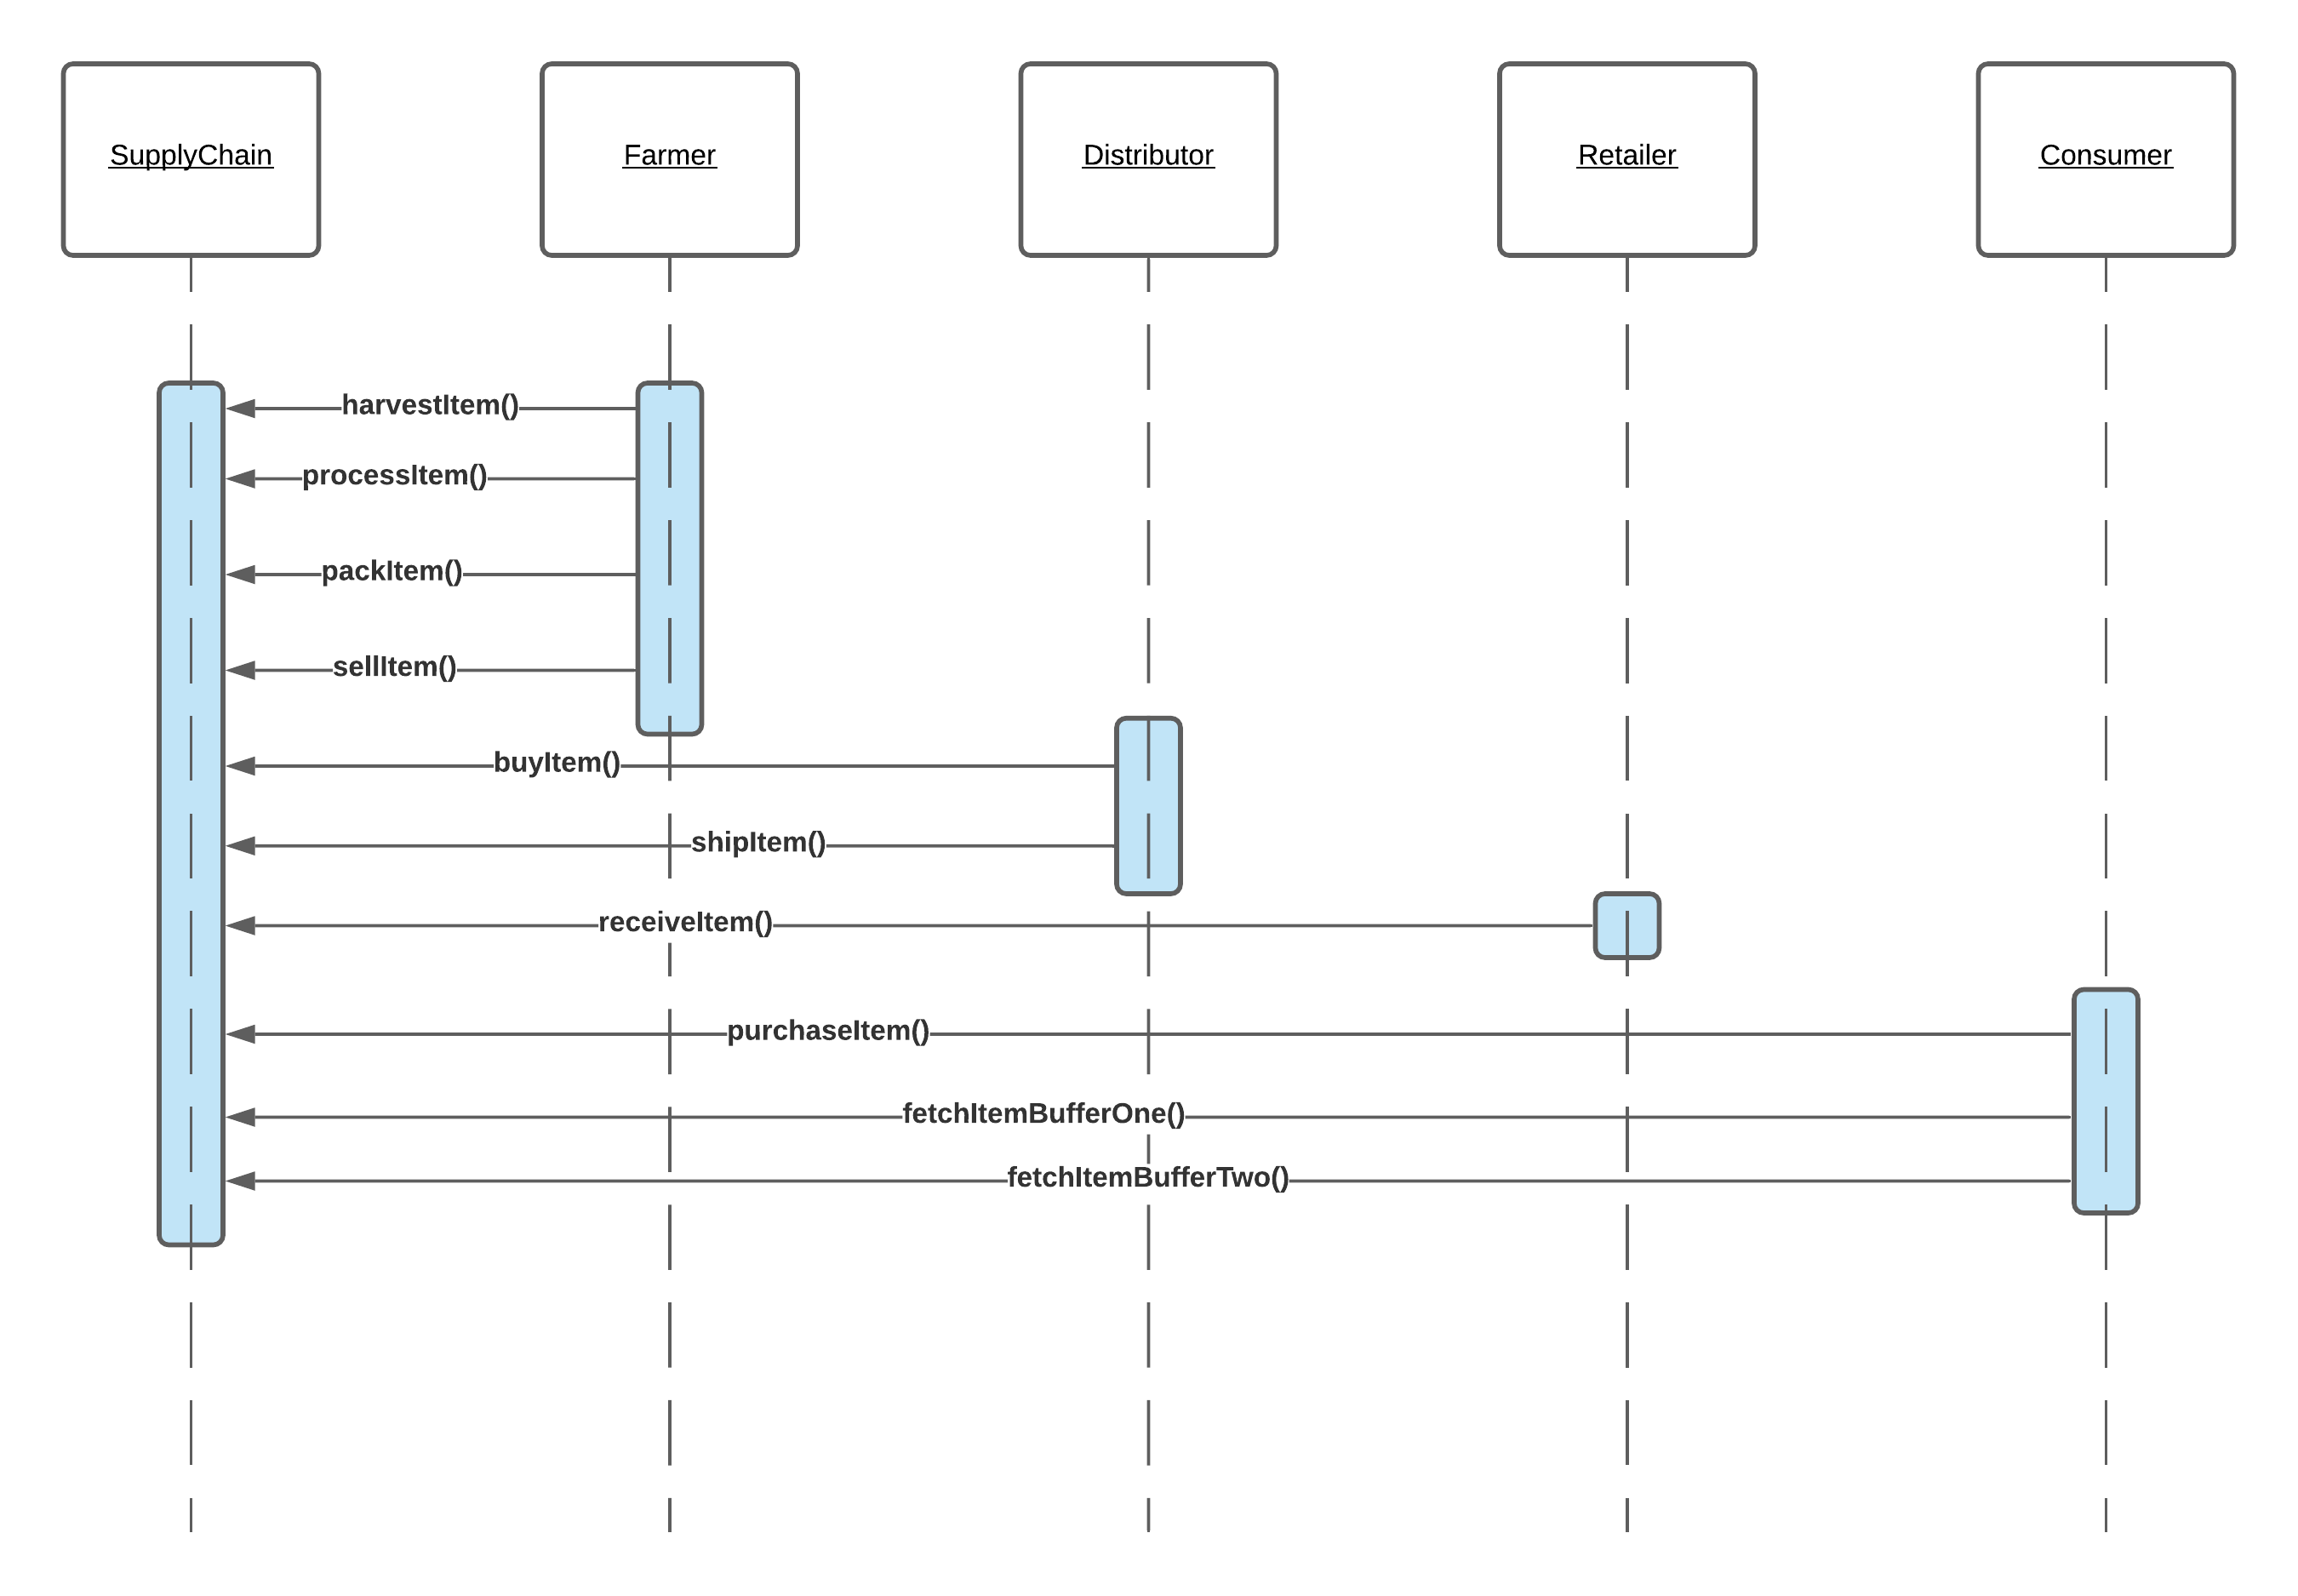 SupplyChain
Farmer
Distributor
Retailer
Consumer
harvestItem()
processItem()
packItem()
sellItem()
buyItem()
shipItem()
receiveItem()
purchaseItem()
fetchItemBufferOne()
fetchItemBufferTwo()